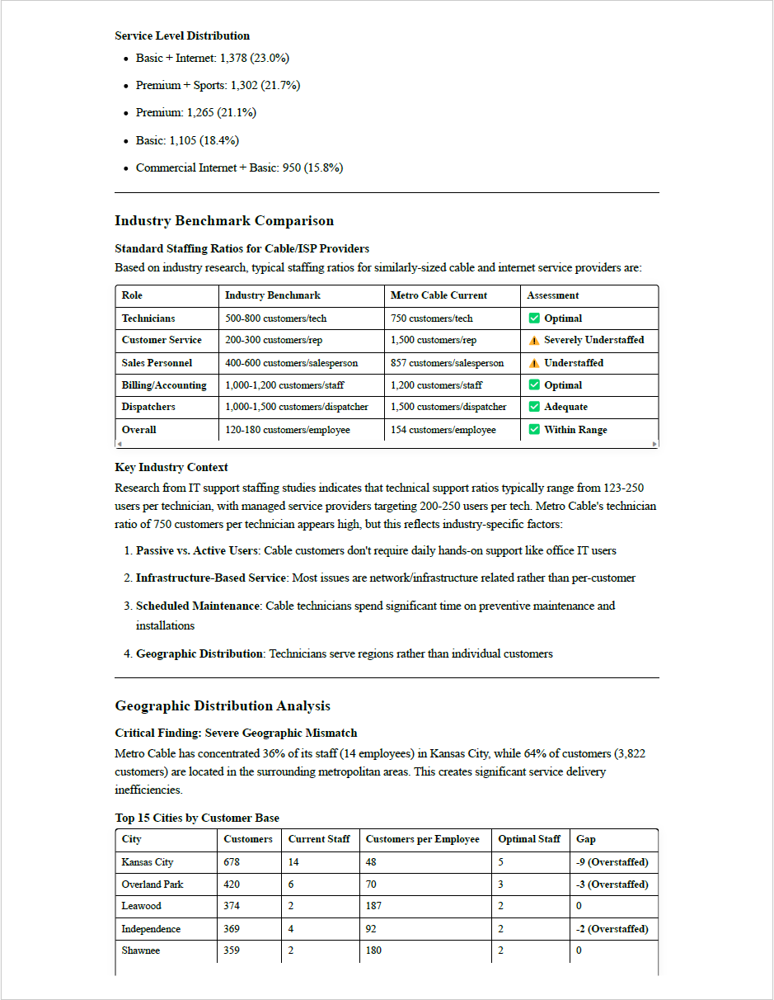 Service Level Distribution
• Basic + Internet: 1,378 (23.0%)
• Premium + Sports: 1,302 (21.7%)
• Premium: 1,265 (21.1%)
• Basic: 1,105 (18.4%)
• Commercial Internet + Basic: 950 (15.8%)
Industry Benchmark Comparison
Standard Staffing Ratios for Cable/ISP Providers
Based on industry research, typical staffing ratios for similarly-sized cable and internet service providers are:
Role Industry Benchmark Metro Cable Current Assessment
Technicians 500-800 customers/tech 750 customers/tech ✅ Optimal
Customer Service 200-300 customers/rep 1,500 customers/rep ⚠️ Severely Understaffed
Sales Personnel 400-600 customers/salesperson 857 customers/salesperson ⚠️ Understaffed
Billing/Accounting 1,000-1,200 customers/staff 1,200 customers/staff ✅ Optimal
Dispatchers 1,000-1,500 customers/dispatcher 1,500 customers/dispatcher ✅ Adequate
Overall 120-180 customers/employee 154 customers/employee ✅ Within Range
Key Industry Context
Research from IT support staffing studies indicates that technical support ratios typically range from 123-250
users per technician, with managed service providers targeting 200-250 users per tech. Metro Cable's technician
ratio of 750 customers per technician appears high, but this reflects industry-specific factors:
1. Passive vs. Active Users: Cable customers don't require daily hands-on support like office IT users
2. Infrastructure-Based Service: Most issues are network/infrastructure related rather than per-customer
3. Scheduled Maintenance: Cable technicians spend significant time on preventive maintenance and
installations
4. Geographic Distribution: Technicians serve regions rather than individual customers
Geographic Distribution Analysis
Critical Finding: Severe Geographic Mismatch
Metro Cable has concentrated 36% of its staff (14 employees) in Kansas City, while 64% of customers (3,822
customers) are located in the surrounding metropolitan areas. This creates significant service delivery
inefficiencies.
Top 15 Cities by Customer Base
City Customers Current Staff Customers per Employee Optimal Staff Gap
Kansas City 678 14 48 5 -9 (Overstaffed)
Overland Park 420 6 70 3 -3 (Overstaffed)
Leawood 374 2 187 2 0
Independence 369 4 92 2 -2 (Overstaffed)
Shawnee 359 2 180 2 0